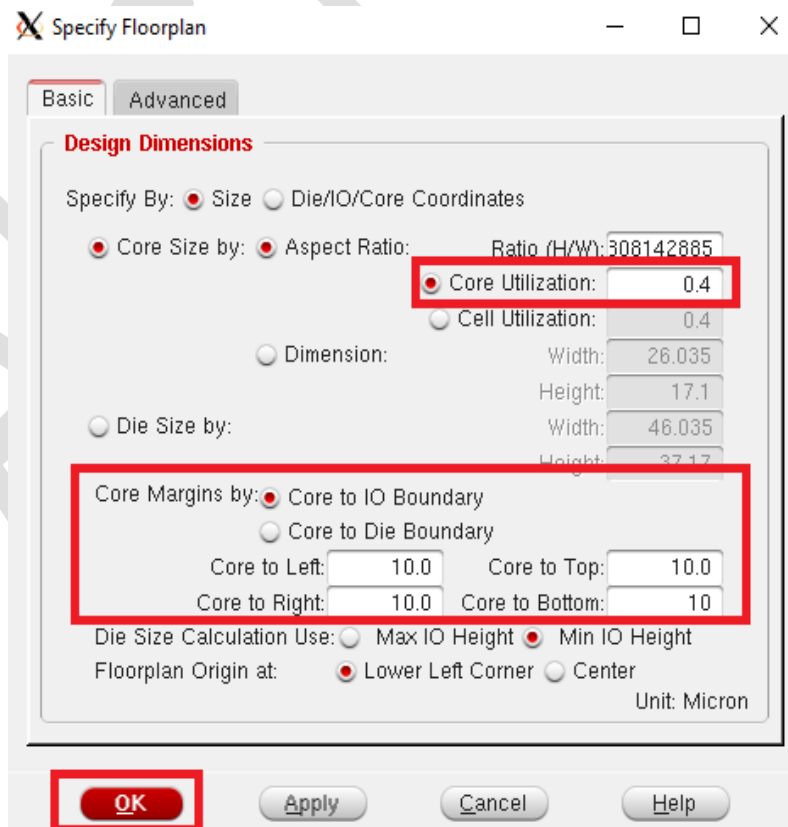 Specify Floorplan
Basic Advanced
Design Dimensions
Specify By: Size Die/IO/Core Coordinates
Core Size by: Aspect Ratio: Ratio (H/W): 308142885
Core Utilization: 0.4
Cell Utilization: 0.4
Dimension: Width: 26.035
Height: 17.1
Die Size by: Width: 46.035
Height: 37.17
Core Margins by: Core to IO Boundary
Core to Die Boundary
Core to Left: 10.0 Core to Top: 10.0
Core to Right: 10.0 Core to Bottom: 10
Die Size Calculation Use: Max IO Height Min IO Height
Floorplan Origin at: Lower Left Corner Center
Unit: Micron
OK Apply Cancel Help